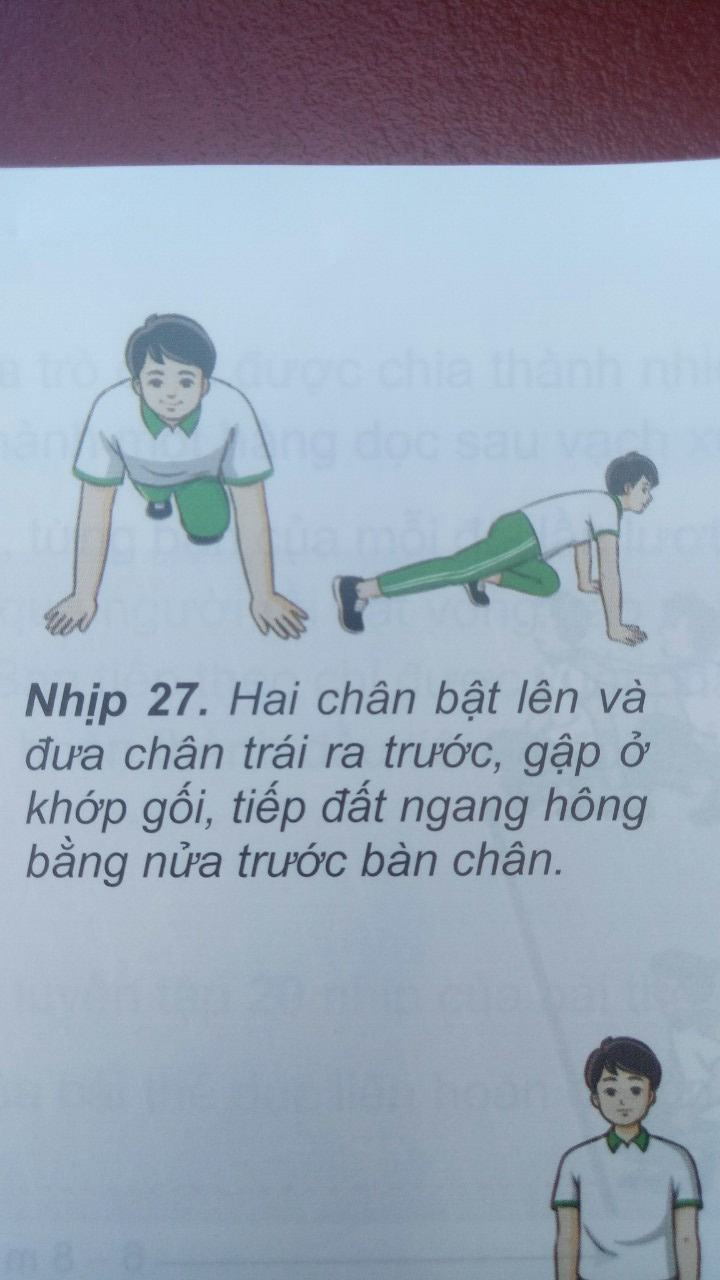 Nhịp 27. Hai chân bật lên và
đưa chân trái ra trước, gập ở
khớp gối, tiếp đất ngang hông
bằng nửa trước bàn chân.